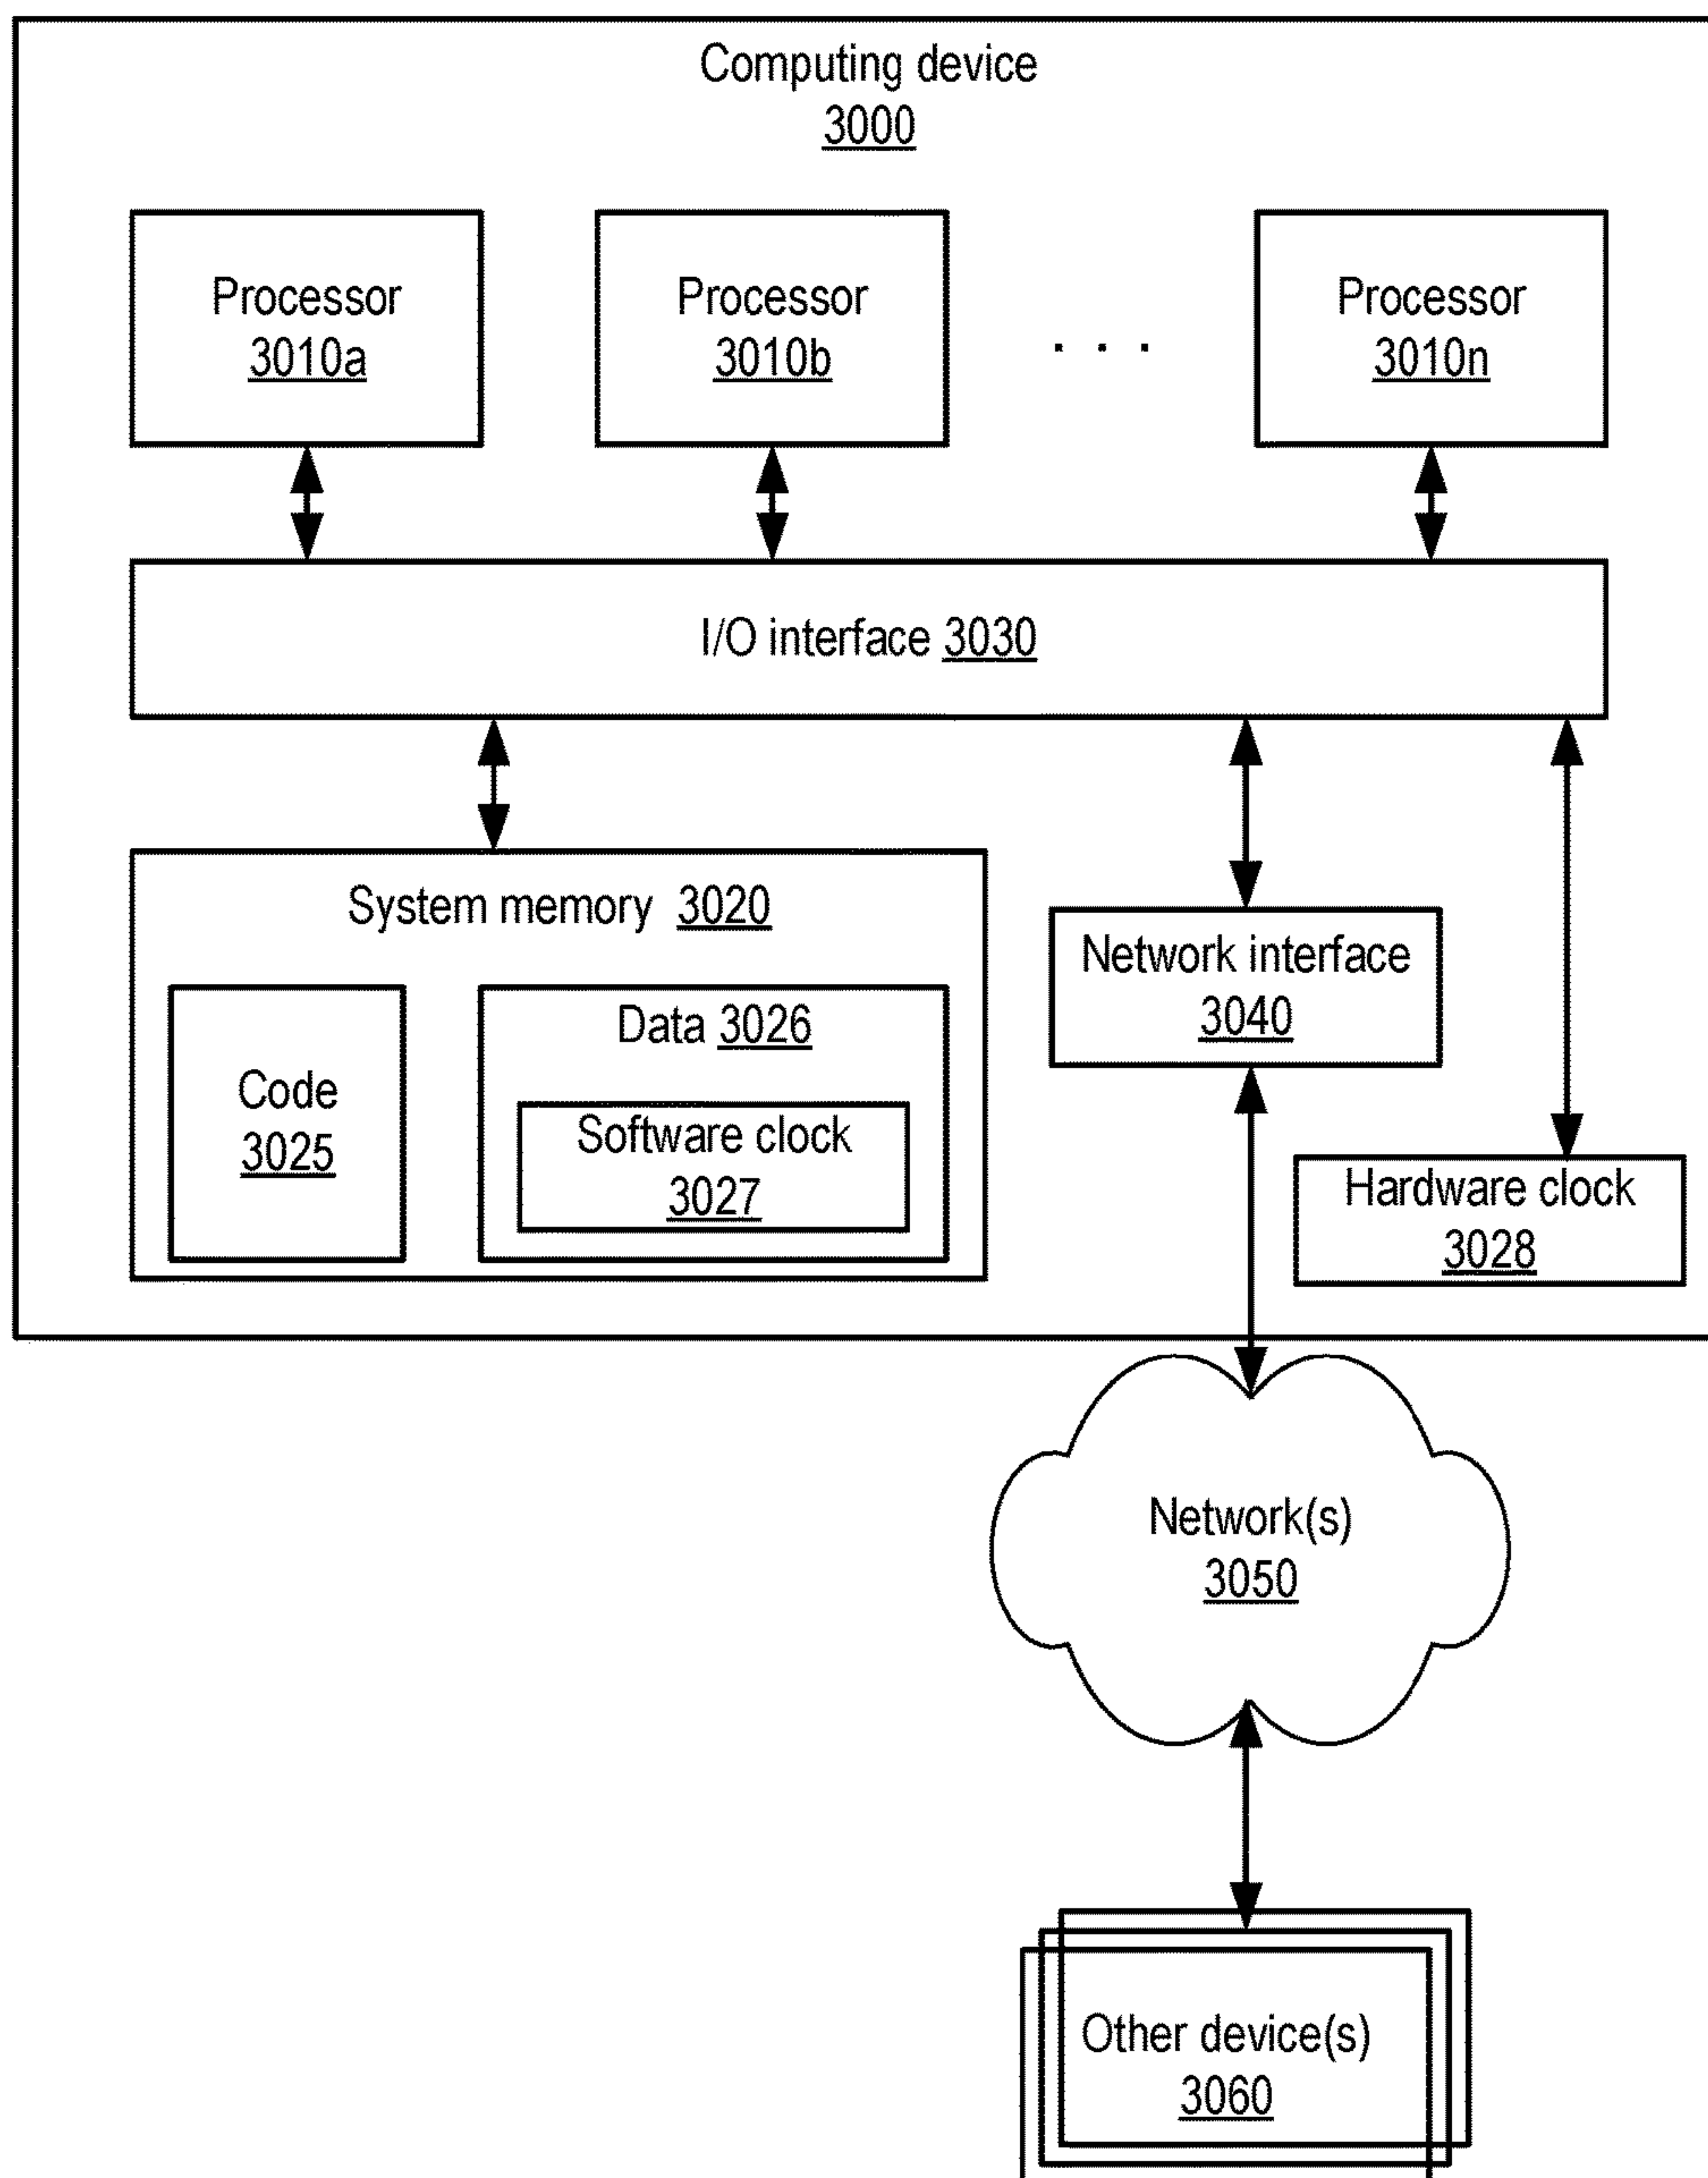 Computing device
3000
Processor
3010a
Processor
3010b
. . .
Processor
3010n
I/O interface 3030
System memory 3020
Code
3025
Data 3026
Software clock
3027
Network interface
3040
Hardware clock
3028
Network(s)
3050
Other device(s)
3060